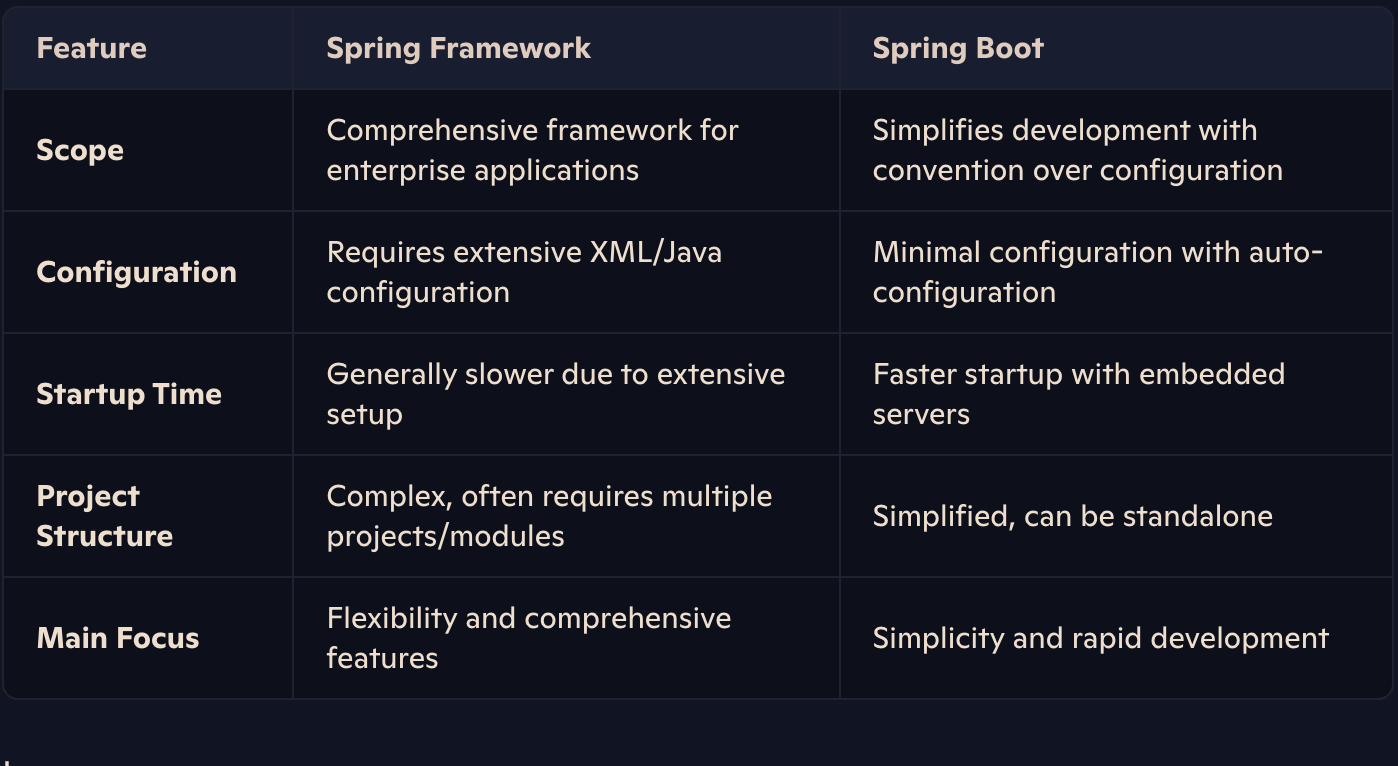 Feature
Spring Framework
Spring Boot
Scope
Comprehensive framework for
enterprise applications
Simplifies development with
convention over configuration
Configuration
Requires extensive XML/Java
configuration
Minimal configuration with auto-
configuration
Startup Time
Generally slower due to extensive
setup
Faster startup with embedded
servers
Project
Structure
Complex, often requires multiple
projects/modules
Simplified, can be standalone
Main Focus
Flexibility and comprehensive
features
Simplicity and rapid development